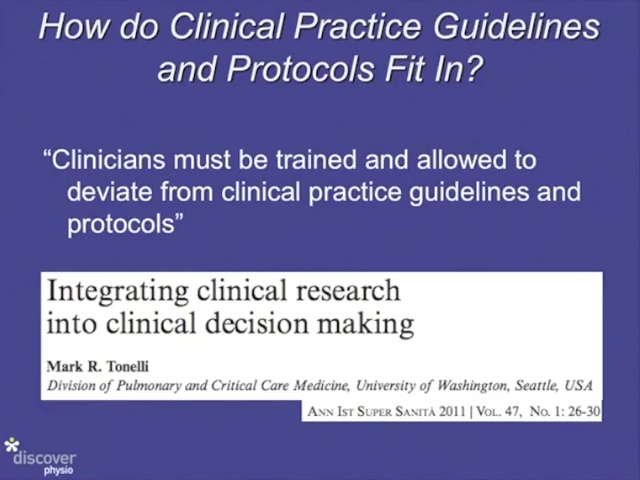 How do Clinical Practice Guidelines
and Protocols Fit In?
“Clinicians must be trained and allowed to
deviate from clinical practice guidelines and
protocols”
Integrating clinical research
into clinical decision making
Mark R. Tonelli
Division of Pulmonary and Critical Care Medicine, University of Washington, Seattle, USA
ANN IST SUPER SANITÀ 2011 | VOL. 47, NO. 1: 26-30
discover
physio